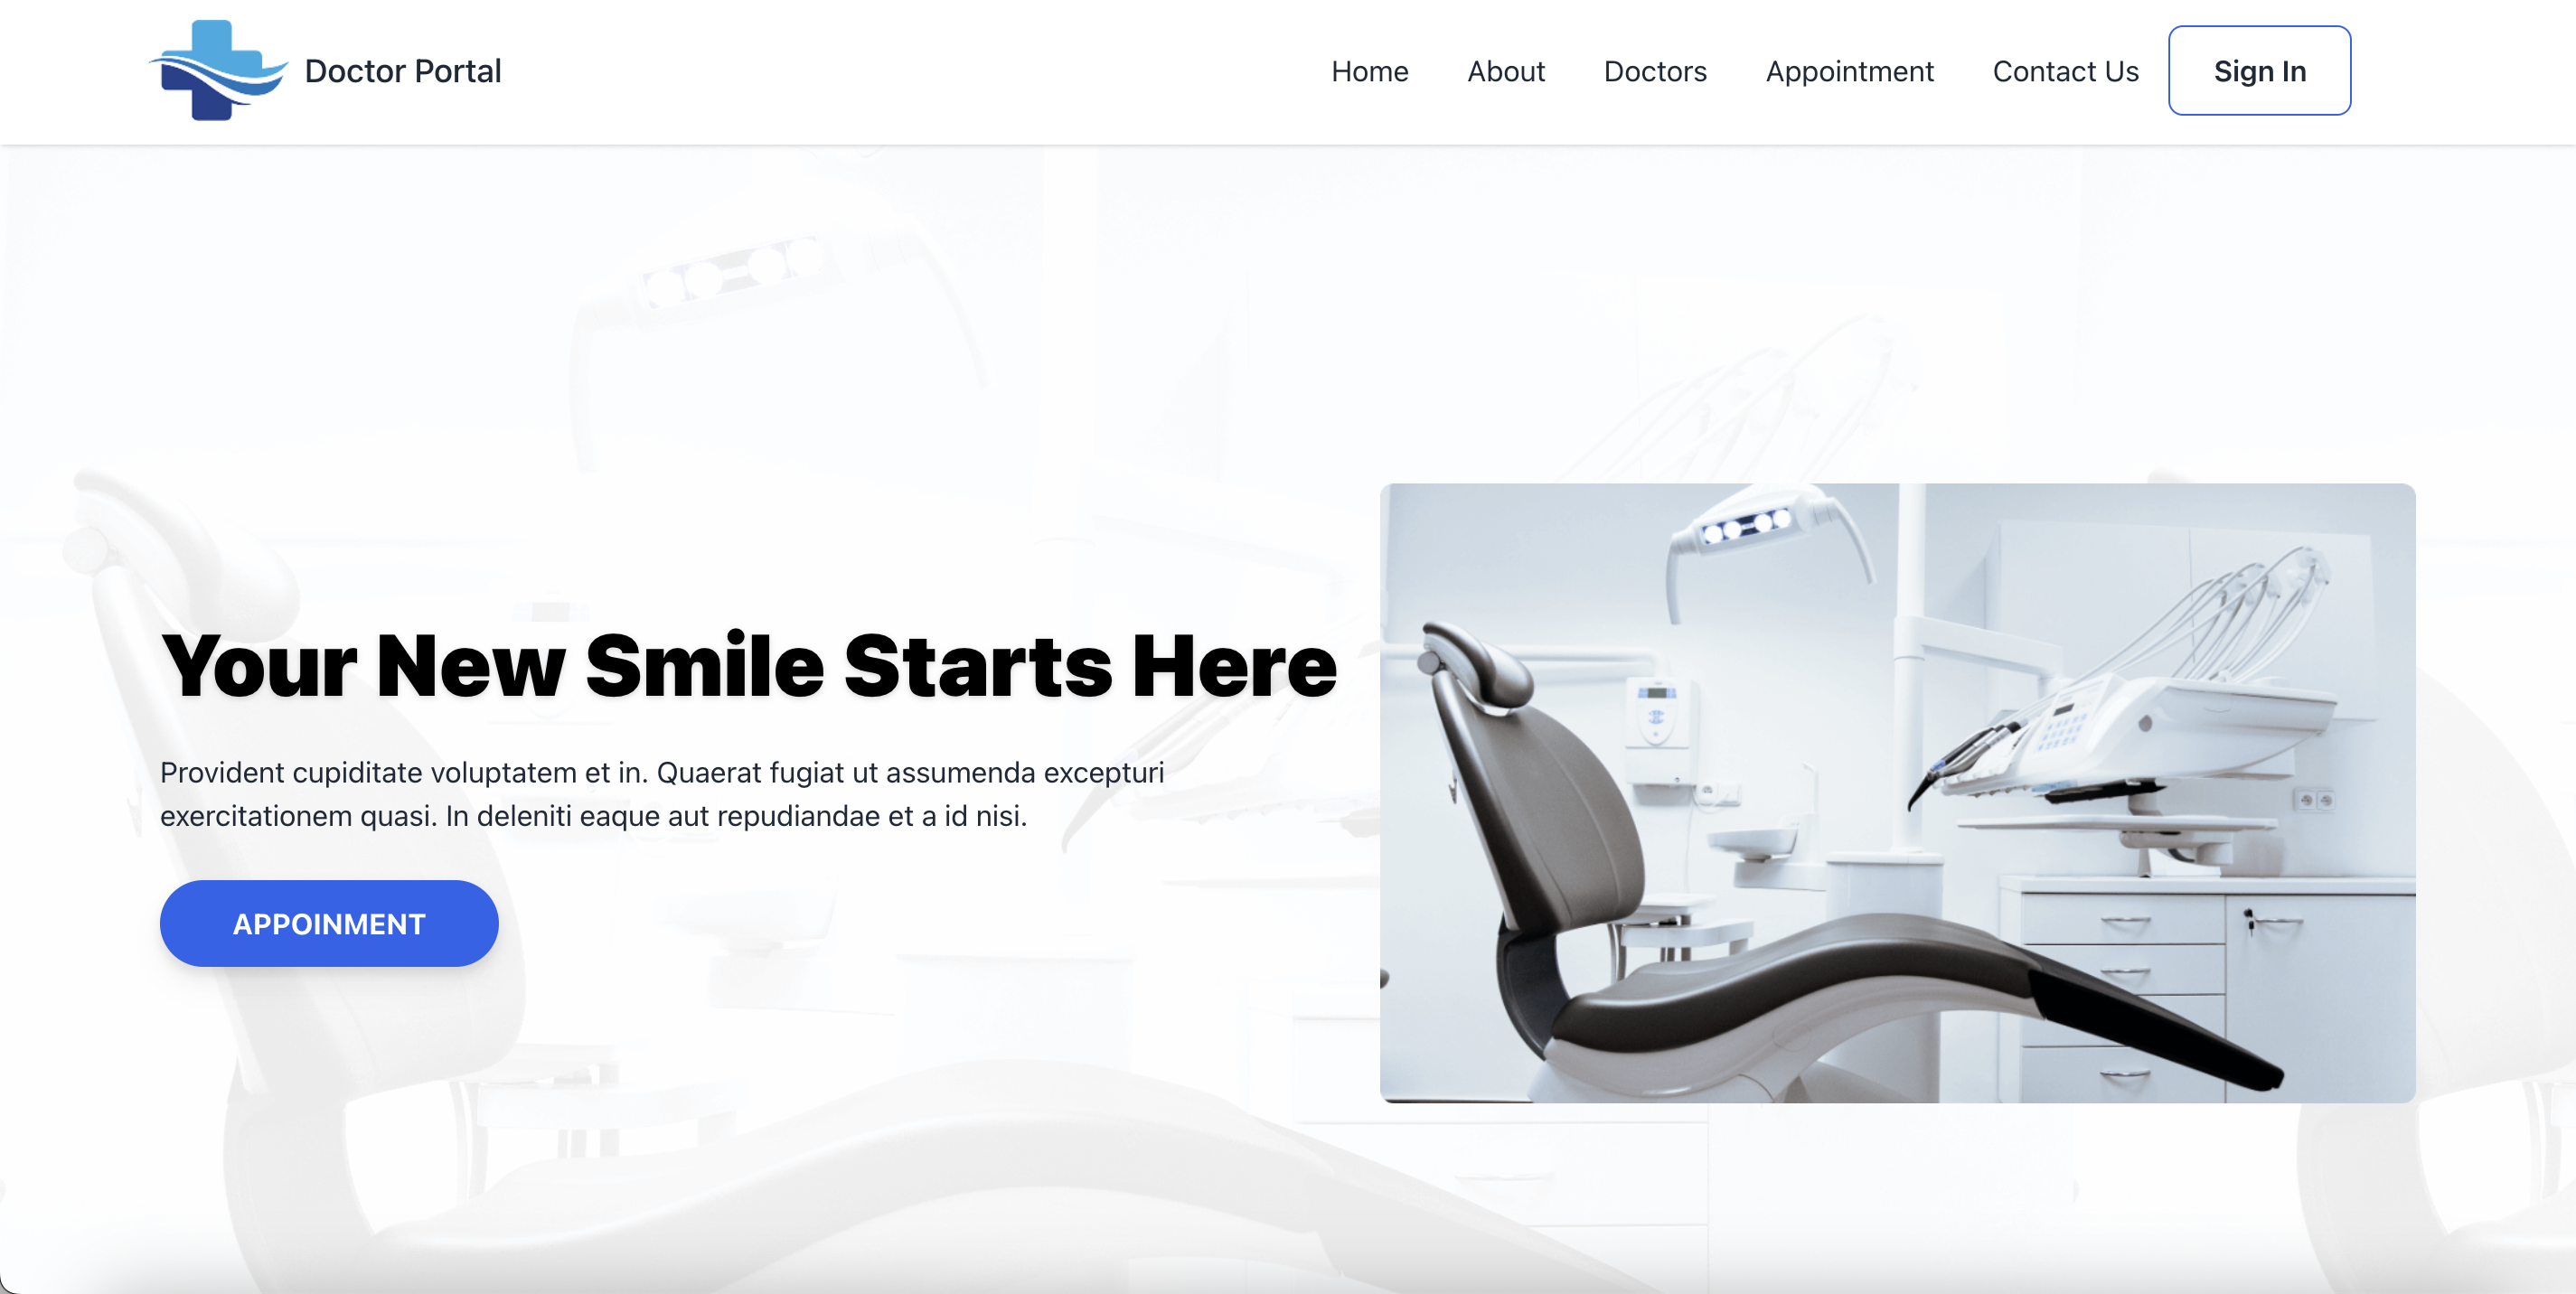 Doctor Portal
Home
About
Doctors
Appointment
Contact Us
Sign In
Your New Smile Starts Here
Provident cupiditate voluptatem et in. Quaerat fugiat ut assumenda excepturi
exercitationem quasi. In deleniti eaque aut repudiandae et a id nisi.
APPOINMENT